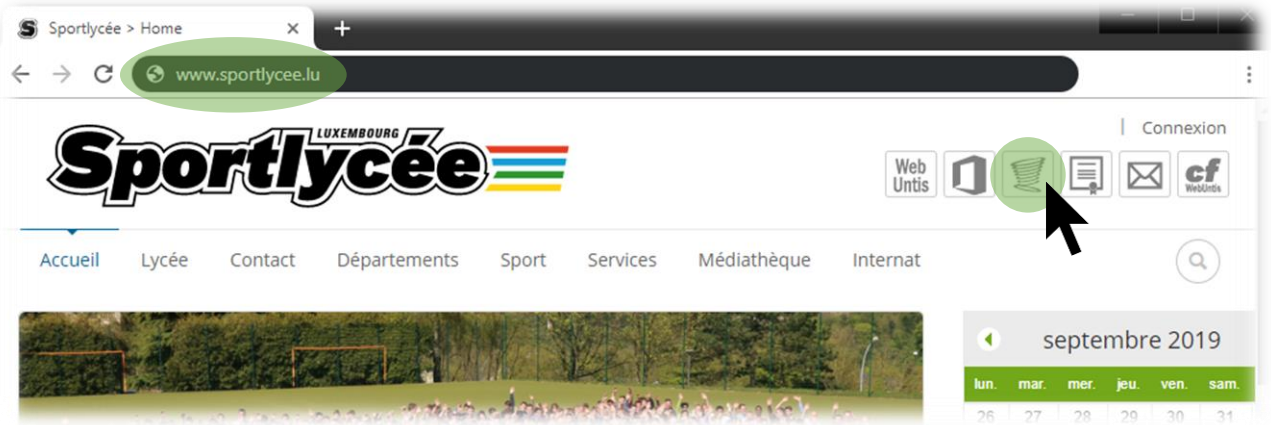 Sportlycée > Home
www.sportlycee.lu
Connexion
LUXEMBOURG
Sportlycée
Web
Untis
cf
WebUntis
Accueil Lycée Contact Départements Sport Services Médiathèque Internat
septembre 2019
lun. mar. mer. jeu. ven. sam.
26 27 28 29 30 31